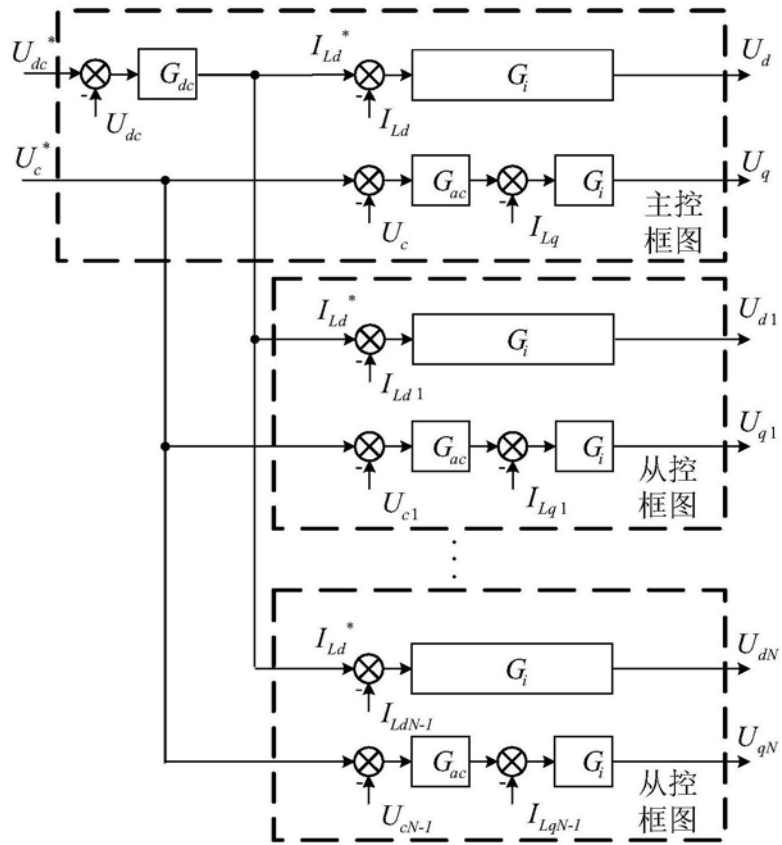 U_dc^*
G_dc
I_Ld^*
G_i
U_d
-
U_dc
-
I_Ld
U_c^*
G_ac
G_i
U_q
-
U_c
-
I_Lq
主控
框图
I_Ld^*
G_i
U_d1
-
I_Ld1
G_ac
G_i
U_q1
-
U_c1
-
I_Lq1
从控
框图
I_Ld^*
G_i
U_dN
-
I_LdN-1
G_ac
G_i
U_qN
-
U_cN-1
-
I_LqN-1
从控
框图